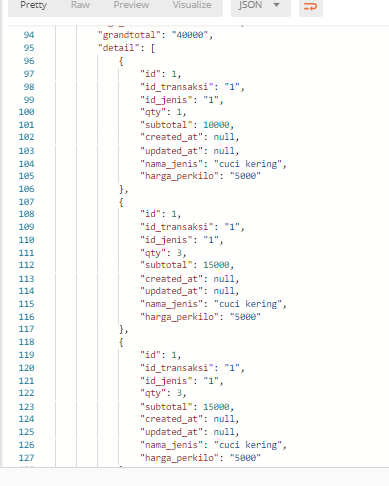 Pretty Raw Preview Visualize JSON
94 "grandtotal": "40000",
95 "detail": [
96 {
97 "id": 1,
98 "id_transaksi": "1",
99 "id_jenis": "1",
100 "qty": 1,
101 "subtotal": 10000,
102 "created_at": null,
103 "updated_at": null,
104 "nama_jenis": "cuci kering",
105 "harga_perkilo": "5000"
106 },
107 {
108 "id": 1,
109 "id_transaksi": "1",
110 "id_jenis": "1",
111 "qty": 3,
112 "subtotal": 15000,
113 "created_at": null,
114 "updated_at": null,
115 "nama_jenis": "cuci kering",
116 "harga_perkilo": "5000"
117 },
118 {
119 "id": 1,
120 "id_transaksi": "1",
121 "id_jenis": "1",
122 "qty": 3,
123 "subtotal": 15000,
124 "created_at": null,
125 "updated_at": null,
126 "nama_jenis": "cuci kering",
127 "harga_perkilo": "5000"